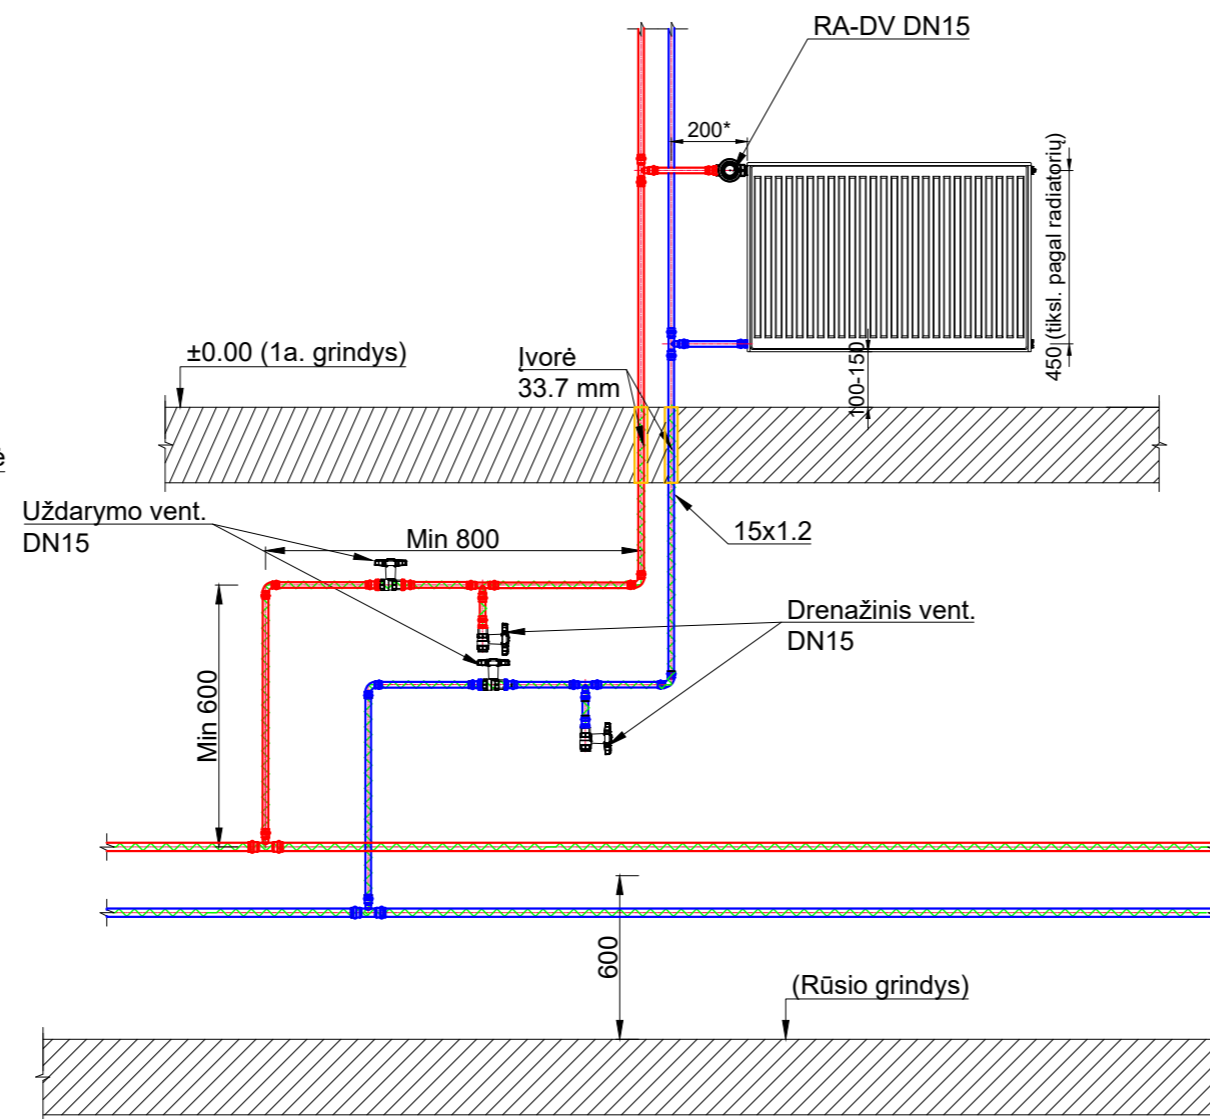 RA-DV DN15
200*
450 (tiksl. pagal radiatorių)
±0.00 (1a. grindys)
Įvorė
33.7 mm
100-150
Uždarymo vent.
DN15
Min 800
15x1.2
Drenažinis vent.
DN15
Min 600
600
(Rūsio grindys)